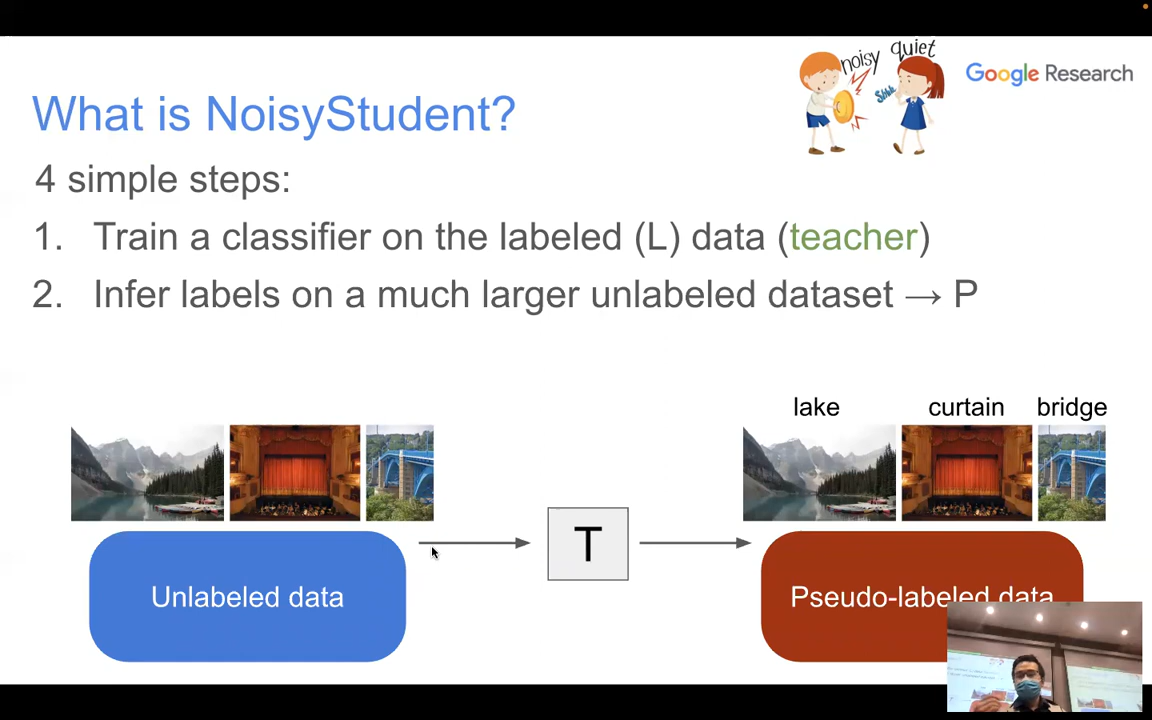 noisy quiet
Shhh
Google Research
What is NoisyStudent?
4 simple steps:
1. Train a classifier on the labeled (L) data (teacher)
2. Infer labels on a much larger unlabeled dataset → P
lake curtain bridge
T
Unlabeled data
Pseudo-labeled data